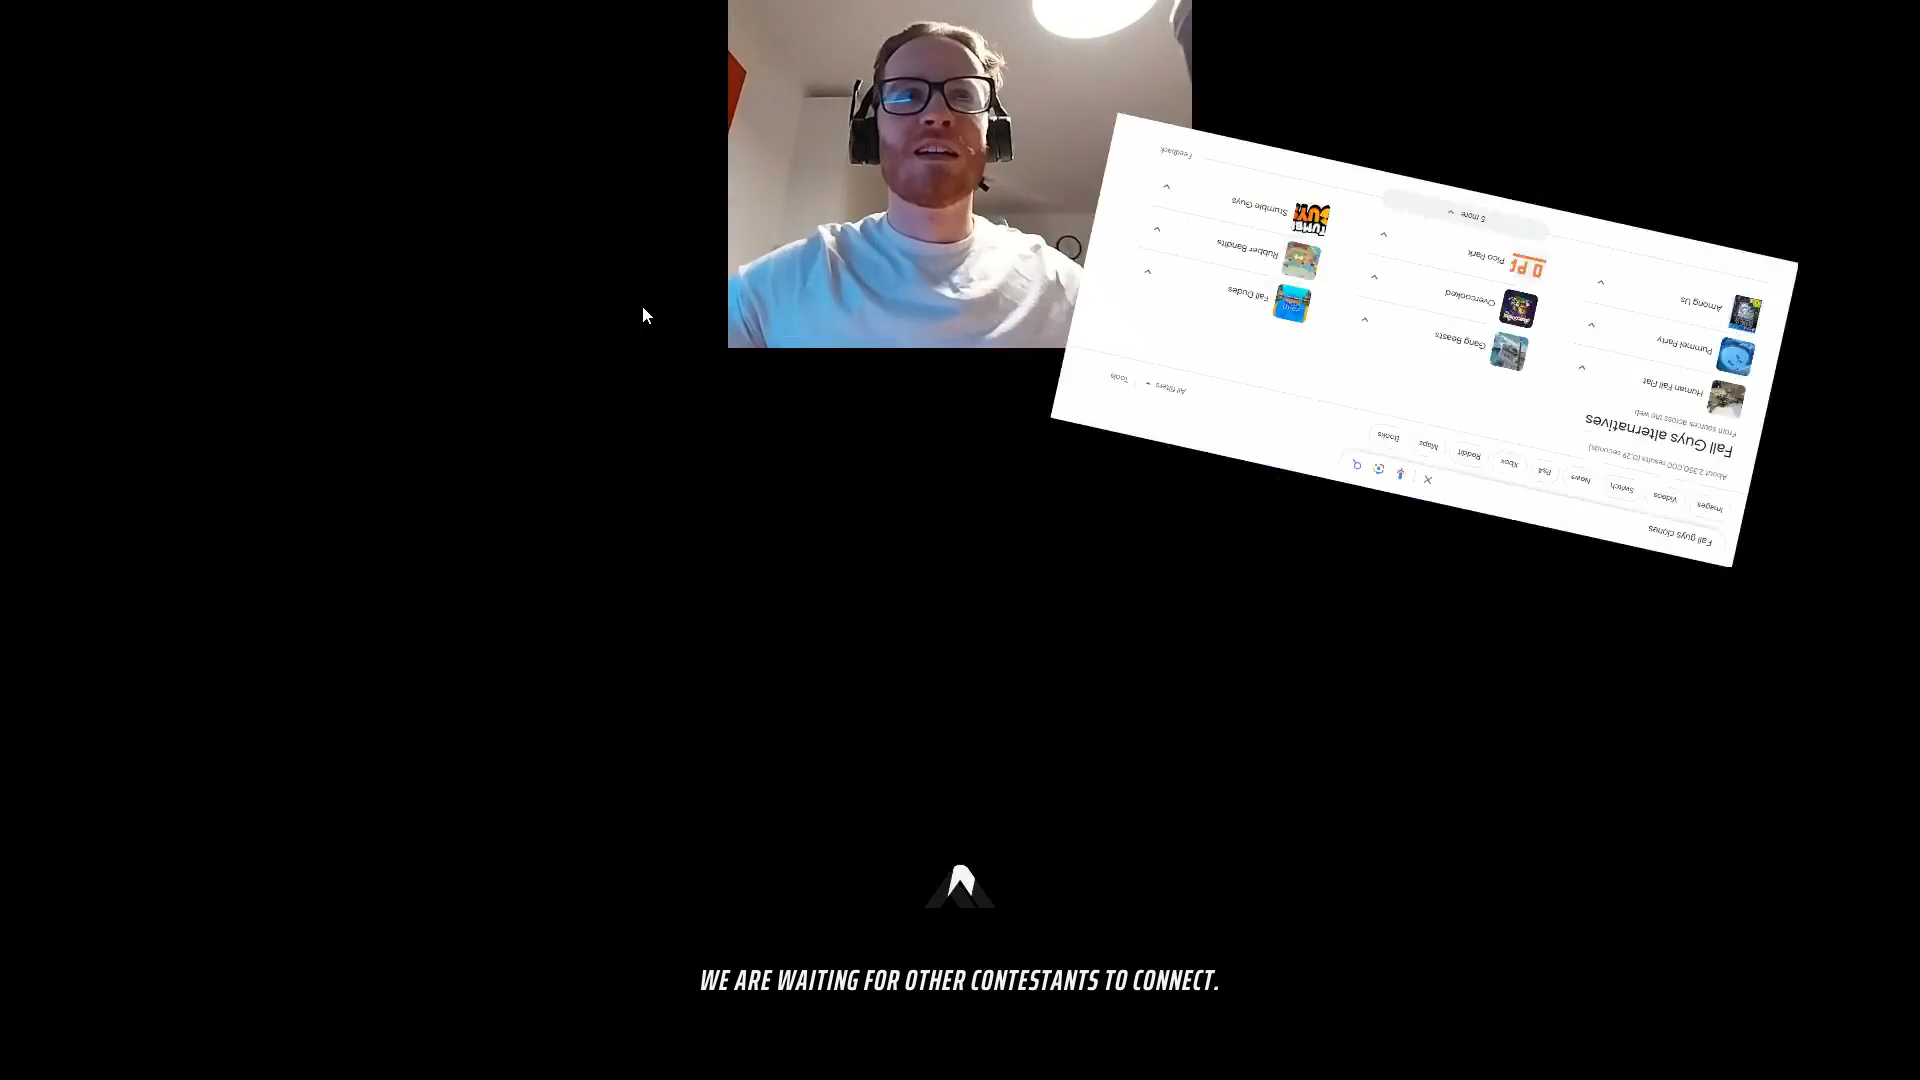 Fall guys clones
Images Videos Switch News Ps4 Xbox Reddit Maps Books
All filters Tools
About 2,350,000,000 results (0.29 seconds)
Fall Guys alternatives
From sources across the web
Human Fall Flat
Gang Beasts
Fall Dudes
Pummel Party
Overcooked
Rubber Bandits
Among Us
Pico Park
Stumble Guys
5 more
Feedback
WE ARE WAITING FOR OTHER CONTESTANTS TO CONNECT.